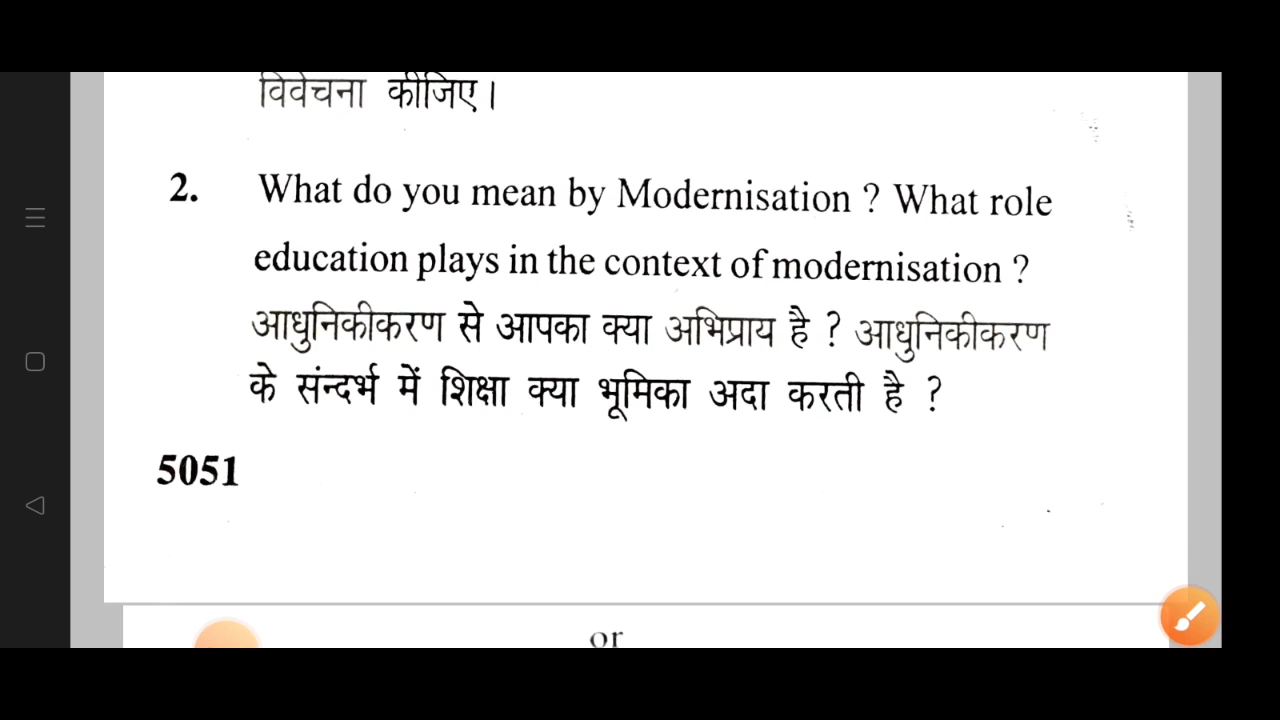 विवेचना कीजिए।
2. What do you mean by Modernisation ? What role
education plays in the context of modernisation ?
आधुनिकीकरण से आपका क्या अभिप्राय है ? आधुनिकीकरण
के संन्दर्भ में शिक्षा क्या भूमिका अदा करती है ?
5051
or